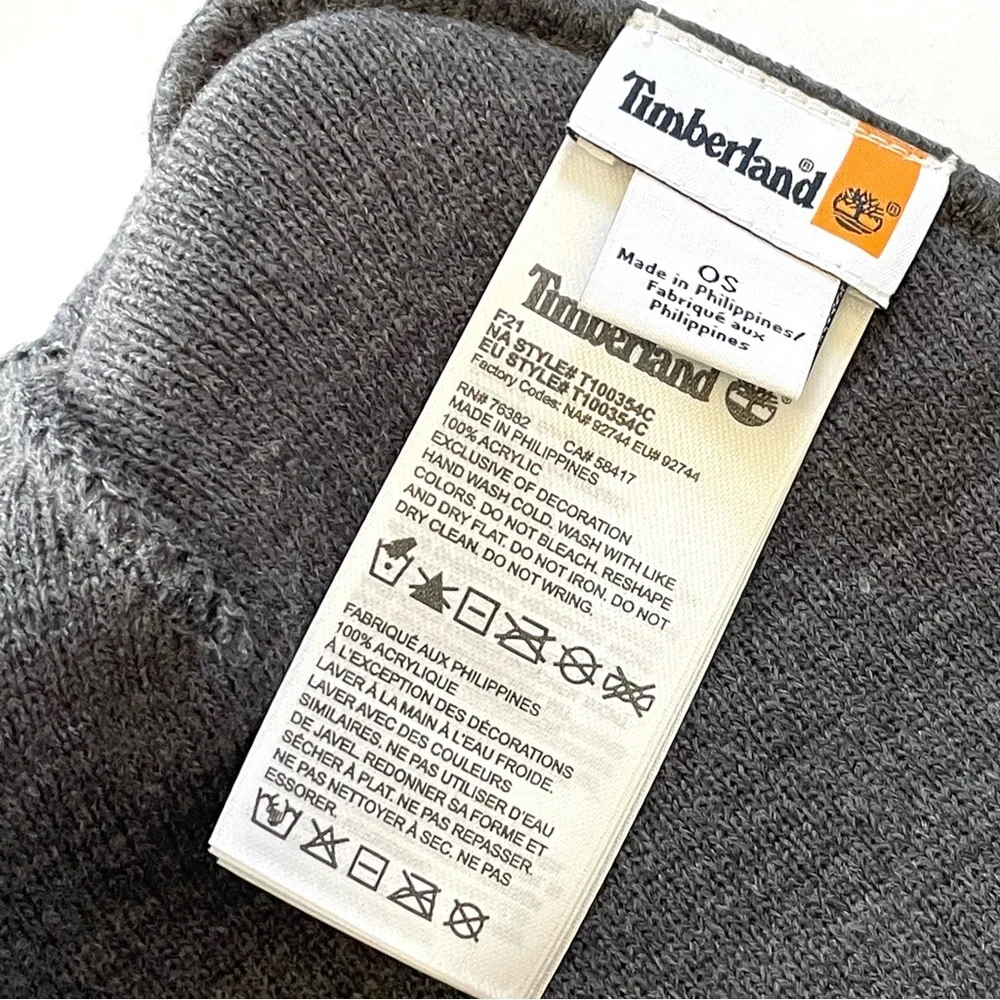 Timberland®
OS
Made in Philippines/
Fabriqué aux
Philippines
Timberland
F21
NA STYLE# T100354C
EU STYLE# T100354C
Factory Codes: NA# 92744 EU# 92744
RN# 76382 CA# 58417
MADE IN PHILIPPINES
100% ACRYLIC
EXCLUSIVE OF DECORATION
HAND WASH COLD. WASH WITH LIKE
COLORS. DO NOT BLEACH. RESHAPE
AND DRY FLAT. DO NOT IRON. DO NOT
DRY CLEAN. DO NOT WRING.
FABRIQUÉ AUX PHILIPPINES
100% ACRYLIQUE
À L'EXCEPTION DES DÉCORATIONS
LAVER À LA MAIN À L'EAU FROIDE.
LAVER AVEC DES COULEURS
SIMILAIRES. NE PAS UTILISER D'EAU
DE JAVEL. REDONNER SA FORME ET
SÉCHER À PLAT. NE PAS REPASSER.
NE PAS NETTOYER À SEC. NE PAS
ESSORER.